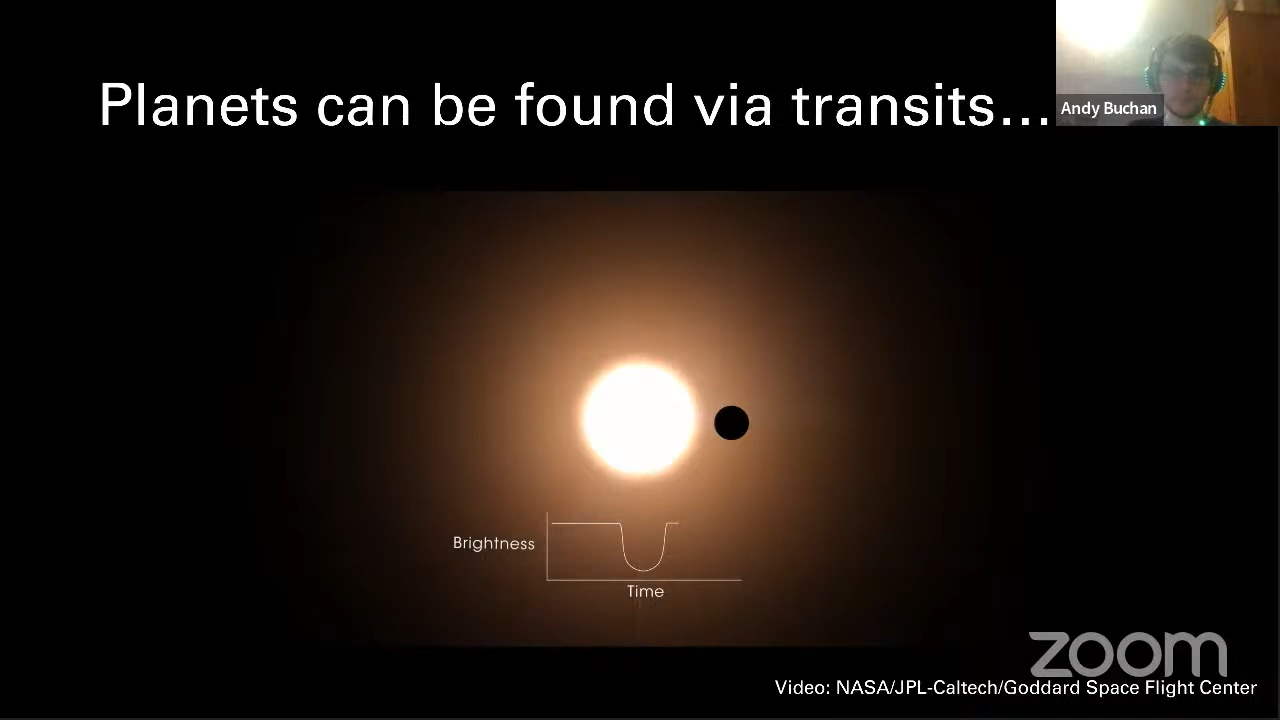 Planets can be found via transits...
Andy Buchan
Brightness
Time
zoom
Video: NASA/JPL-Caltech/Goddard Space Flight Center